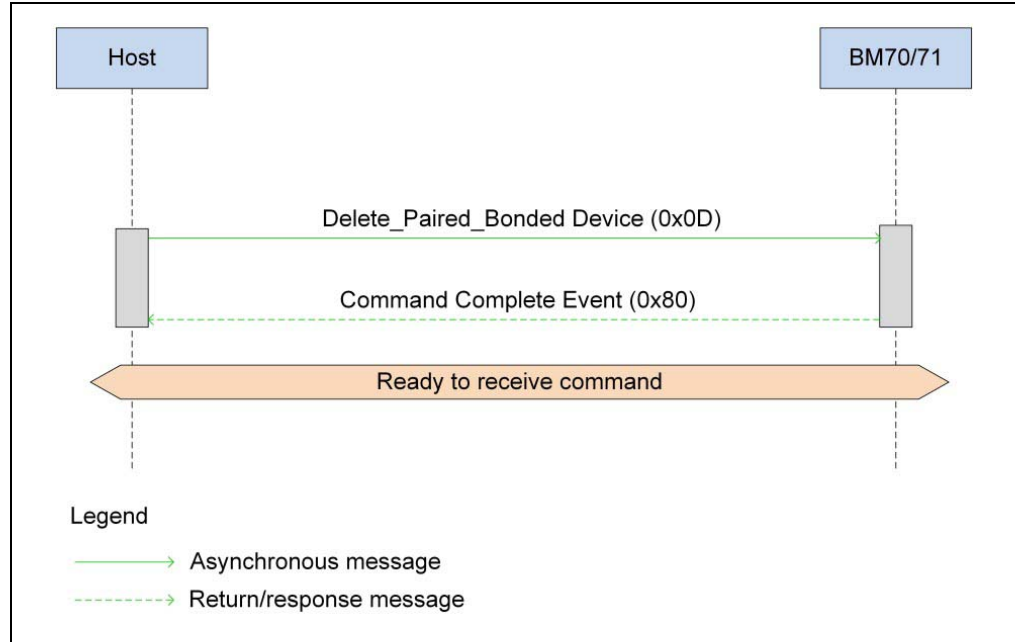 Host
BM70/71
Delete_Paired_Bonded Device (0x0D)
Command Complete Event (0x80)
Ready to receive command
Legend
Asynchronous message
Return/response message